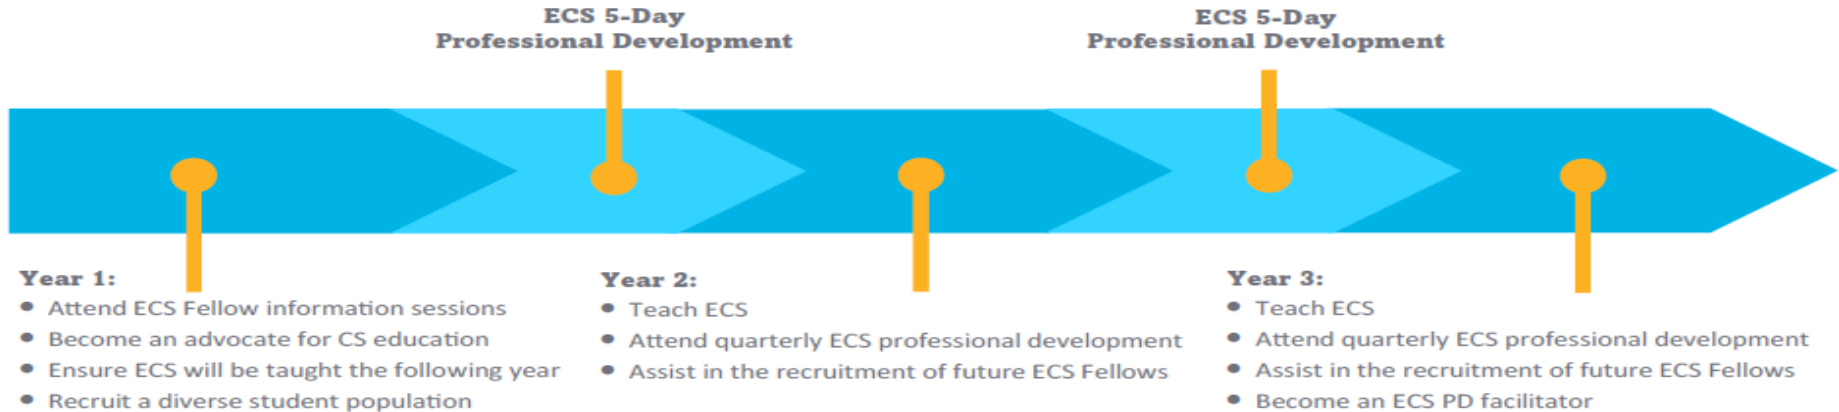 ECS 5-Day
Professional Development
ECS 5-Day
Professional Development
Year 1:
• Attend ECS Fellow information sessions
• Become an advocate for CS education
• Ensure ECS will be taught the following year
• Recruit a diverse student population
Year 2:
• Teach ECS
• Attend quarterly ECS professional development
• Assist in the recruitment of future ECS Fellows
Year 3:
• Teach ECS
• Attend quarterly ECS professional development
• Assist in the recruitment of future ECS Fellows
• Become an ECS PD facilitator